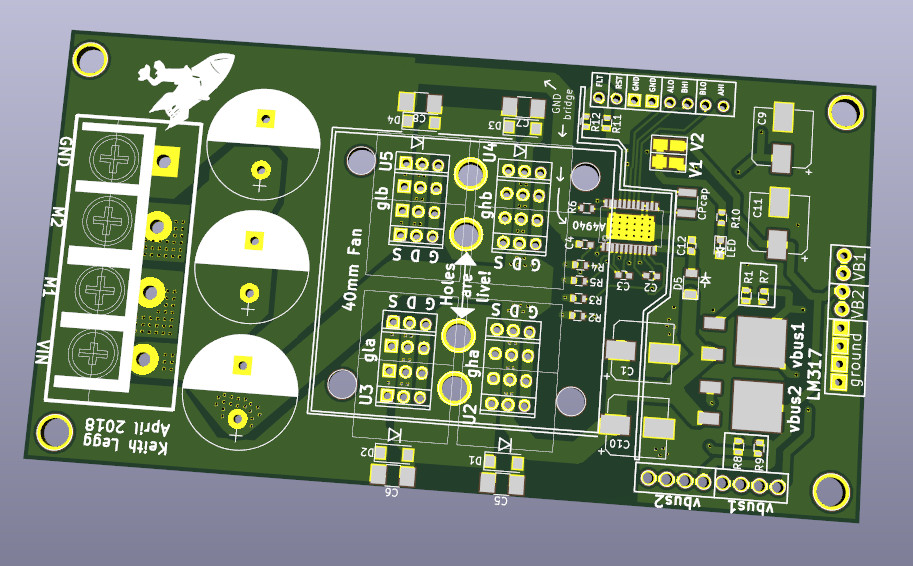 FLT
RST
GND
GND
ALO
BHI
BLO
AHI
GND
bridge
R12
R11
C9
+
V2
V1
C8
D4
C7
D3
GND
M2
M1
VIN
U5
U4
glb
ghb
S D G
S D G
R6
A4940
CPcap
R10
C11
+
LED
C12
C4
R4
R5
R3
R2
C3
C2
D5
R1
R7
VB1
VB2
ground
40mm Fan
Holes
are
live!
S D G
S D G
gla
gha
U3
U2
C1
+
C10
+
vbus1
vbus2
LM317
R8
R9
vbus2
vbus1
D2
D1
C6
C5
Keith Legg
April 2018